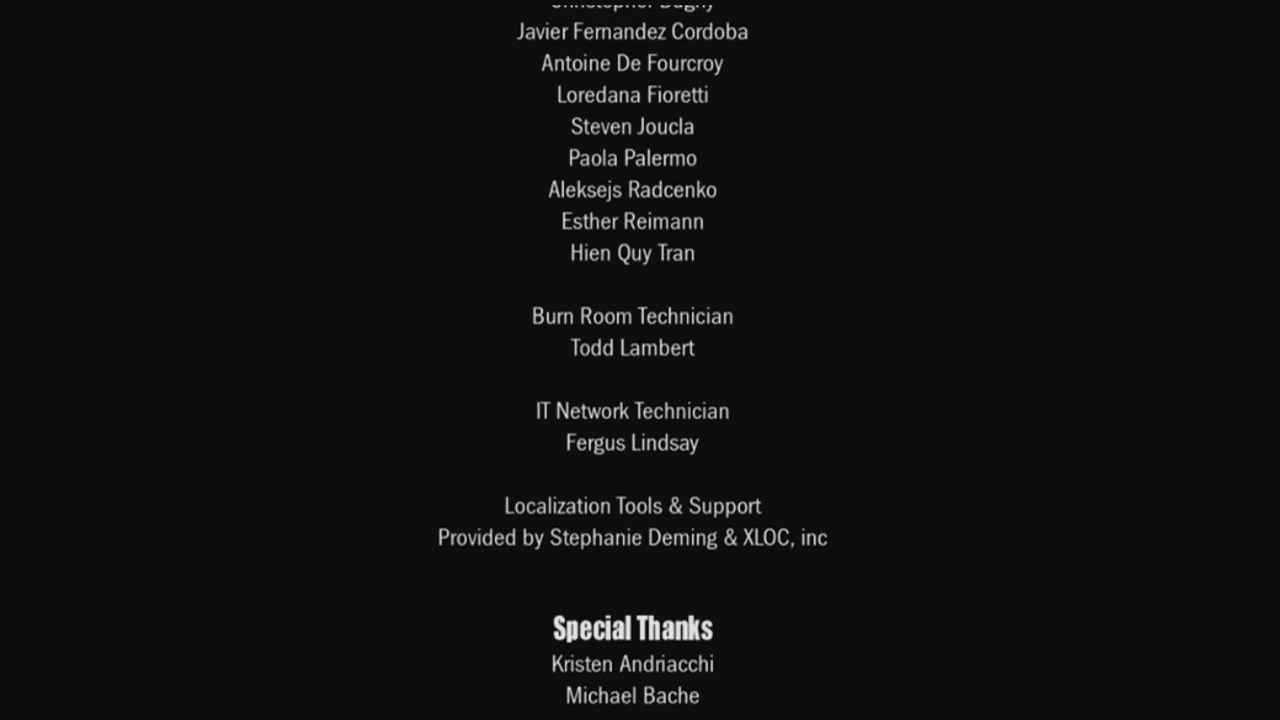 Javier Fernandez Cordoba
Antoine De Fourcroy
Loredana Fioretti
Steven Joucla
Paola Palermo
Aleksejs Radcenko
Esther Reimann
Hien Quy Tran
Burn Room Technician
Todd Lambert
IT Network Technician
Fergus Lindsay
Localization Tools & Support
Provided by Stephanie Deming & XLOC, inc
Special Thanks
Kristen Andriacchi
Michael Bache